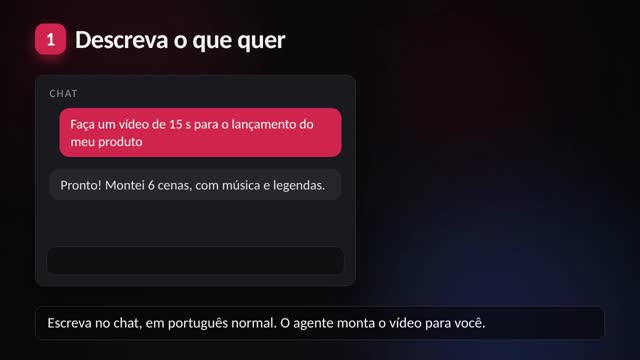 1 Descreva o que quer
CHAT
Faça um vídeo de 15 s para o lançamento do
meu produto
Pronto! Montei 6 cenas, com música e legendas.
Escreva no chat, em português normal. O agente monta o vídeo para você.